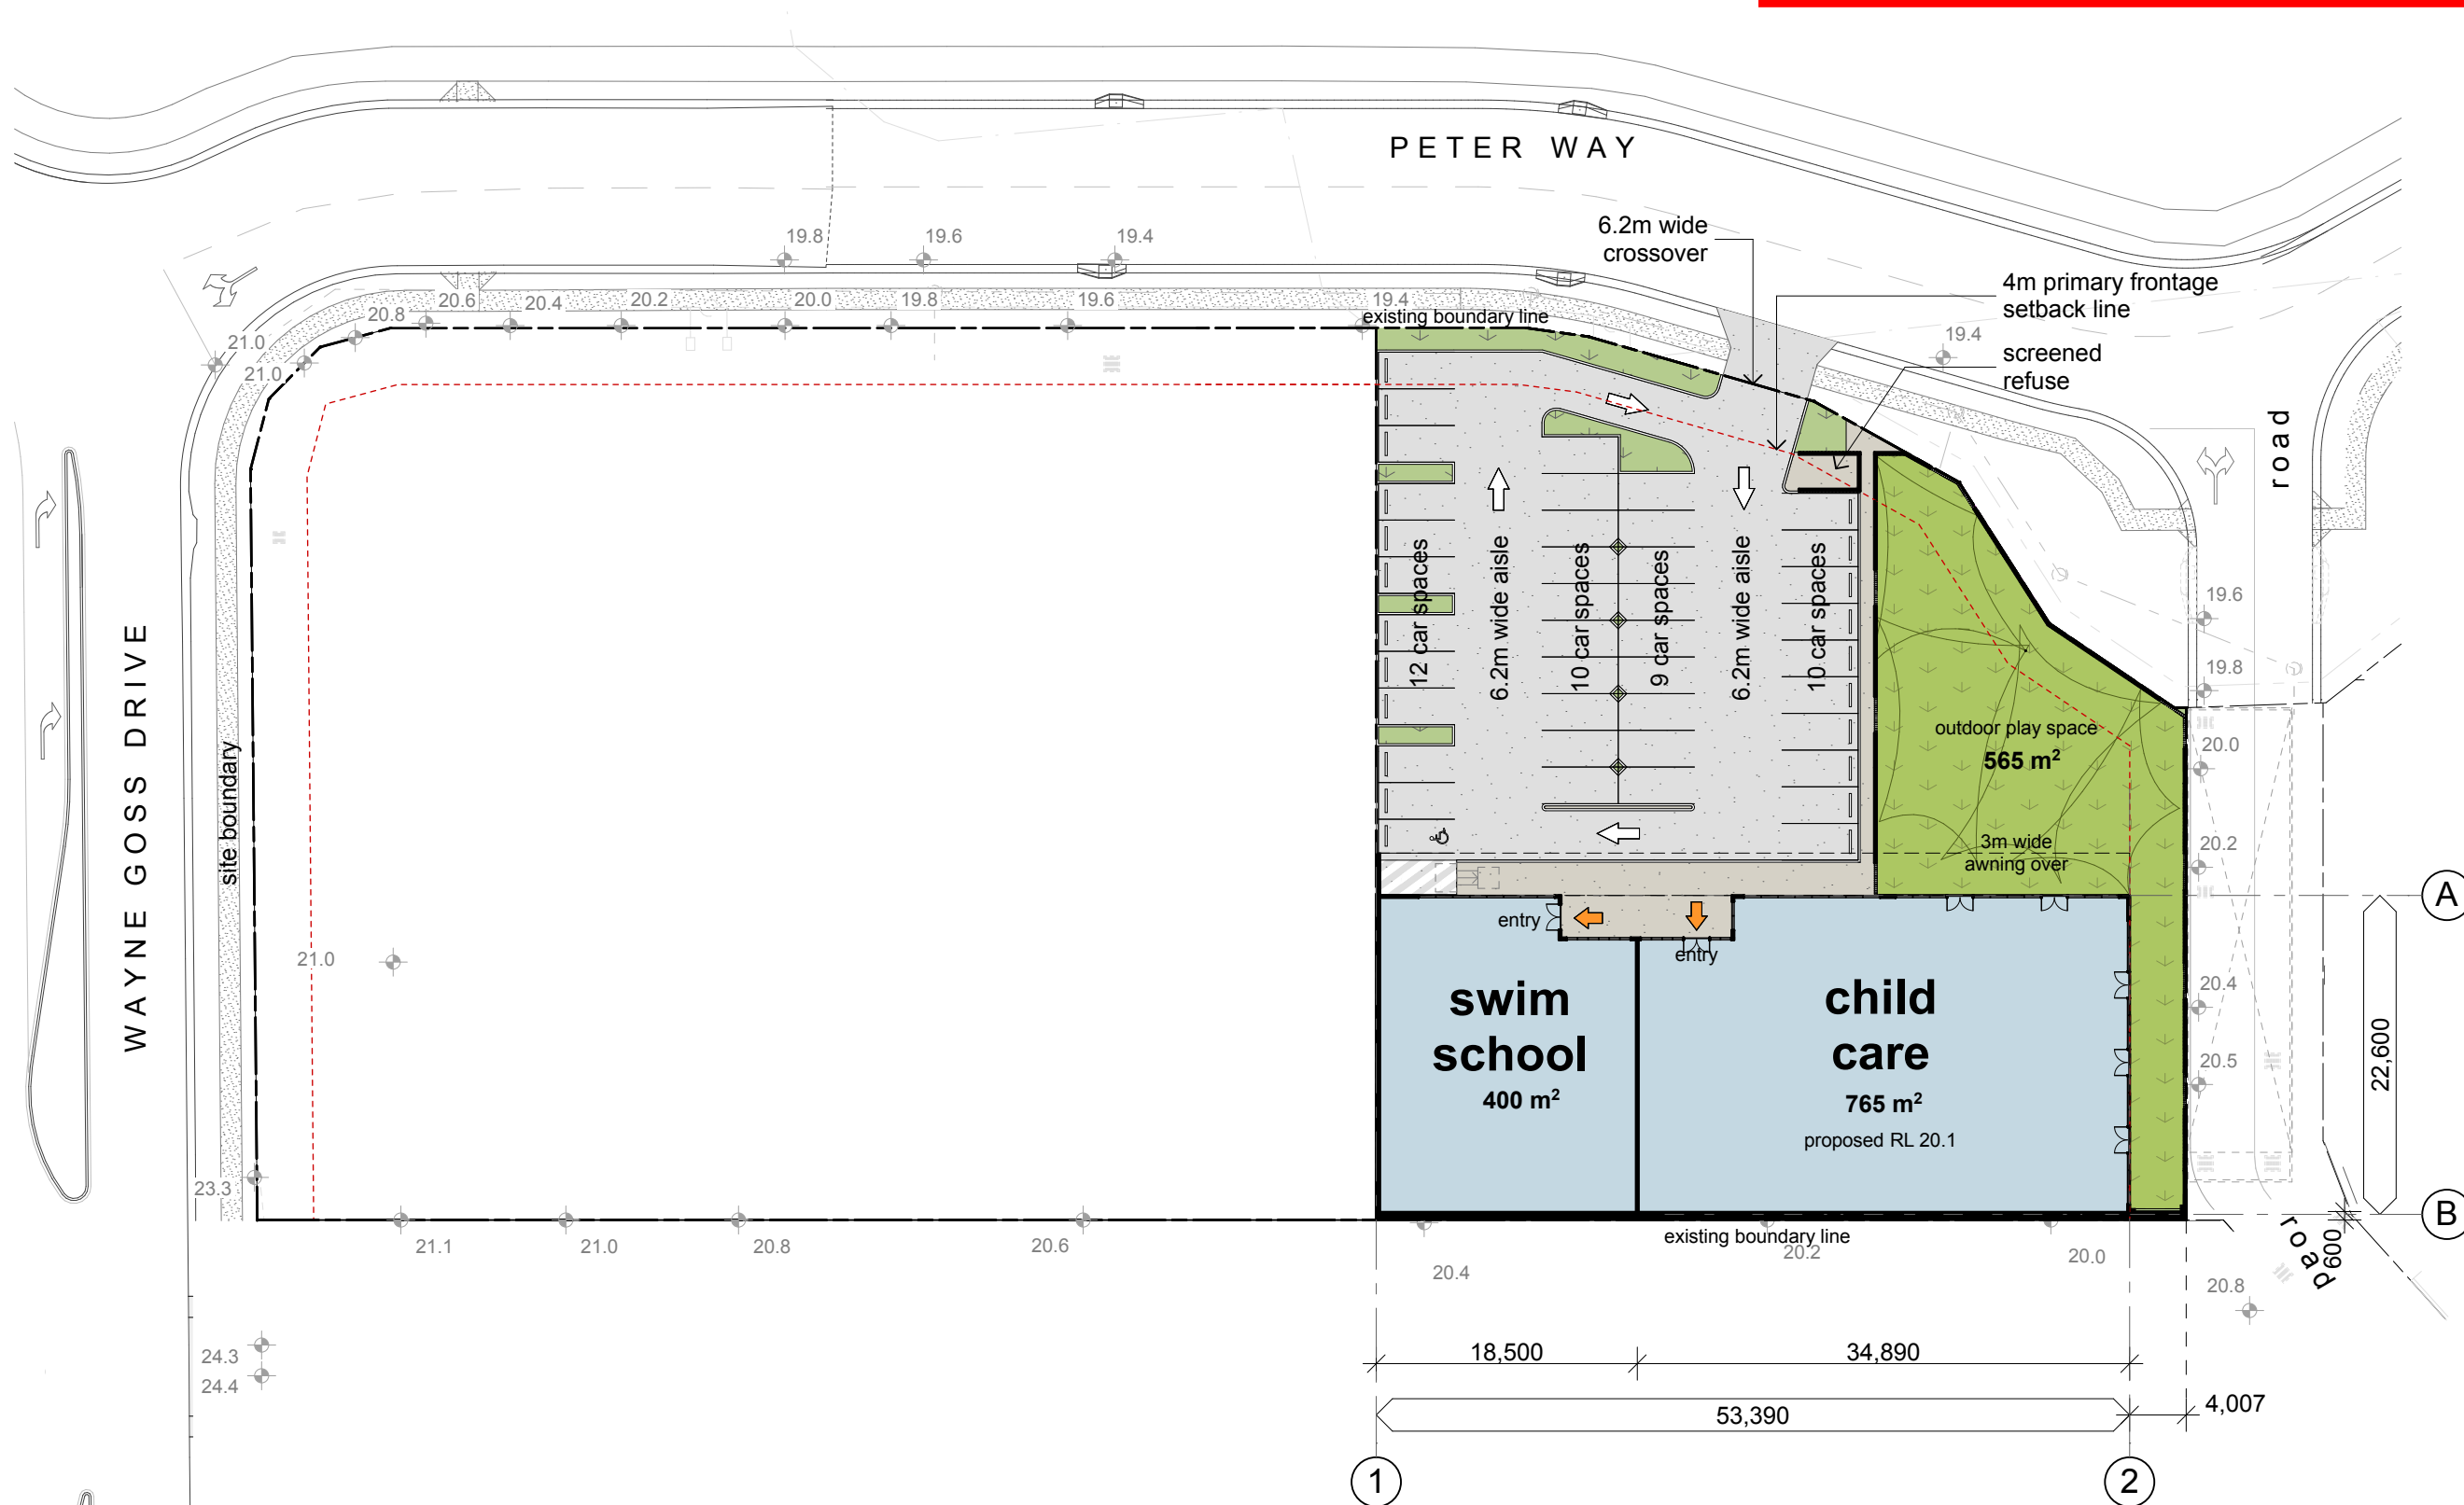 PETER WAY
6.2m wide
crossover
4m primary frontage
setback line
screened
refuse
19.8
19.6
19.4
20.6
20.4
20.2
20.0
19.8
19.6
19.4
existing boundary line
20.8
21.0
21.0
19.4
road
12 car spaces
6.2m wide aisle
10 car spaces
9 car spaces
6.2m wide aisle
10 car spaces
19.6
19.8
20.0
20.2
20.4
20.5
outdoor play space
565 m²
3m wide
awning over
WAYNE GOSS DRIVE
site boundary
21.0
23.3
entry
entry
swim
school
400 m²
child
care
765 m²
proposed RL 20.1
A
22,600
B
600
road
21.1
21.0
20.8
20.6
existing boundary line
20.4
20.2
20.0
20.8
24.3
24.4
18,500
34,890
53,390
4,007
1
2